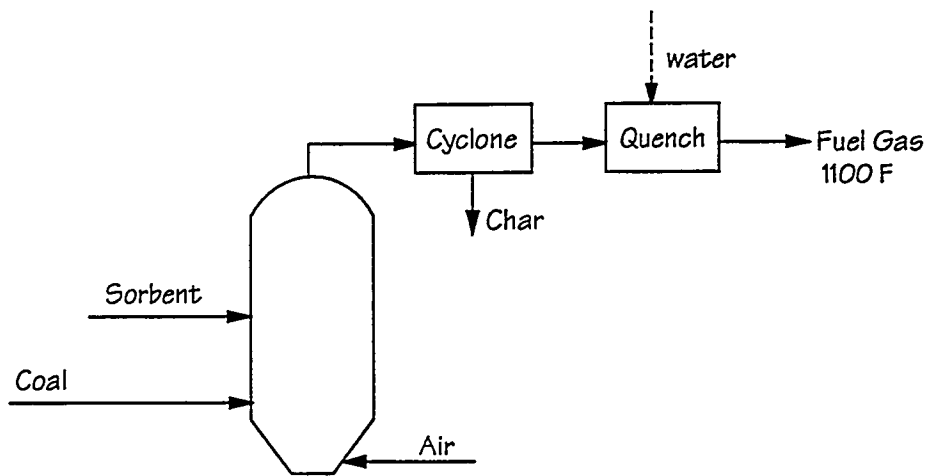 water
Cyclone
Quench
Fuel Gas
1100 F
Char
Sorbent
Coal
Air